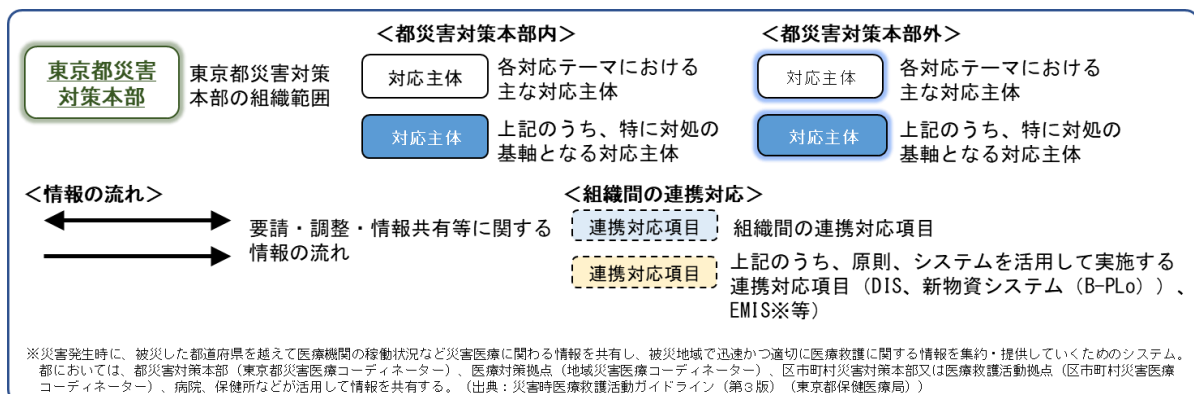 ＜都災害対策本部内＞
＜都災害対策本部外＞
東京都災害
対策本部
東京都災害対策
本部の組織範囲
対応主体
各対応テーマにおける
主な対応主体
対応主体
各対応テーマにおける
主な対応主体
対応主体
上記のうち、特に対処の
基軸となる対応主体
対応主体
上記のうち、特に対処の
基軸となる対応主体
＜情報の流れ＞
要請・調整・情報共有等に関する
情報の流れ
＜組織間の連携対応＞
連携対応項目
組織間の連携対応項目
連携対応項目
上記のうち、原則、システムを活用して実施する
連携対応項目（DIS、新物資システム（B-PLo））、
EMIS※等）
※災害発生時に、被災した都道府県を越えて医療機関の稼働状況など災害医療に関わる情報を共有し、被災地域で迅速かつ適切に医療救護に関する情報を集約・提供していくためのシステム。
都においては、都災害対策本部（東京都災害医療コーディネーター）、医療対策拠点（地域災害医療コーディネーター）、区市町村災害対策本部又は医療救護活動拠点（区市町村災害医療
コーディネーター）、病院、保健所などが活用して情報を共有する。（出典：災害時医療救護活動ガイドライン（第３版）（東京都保健医療局））